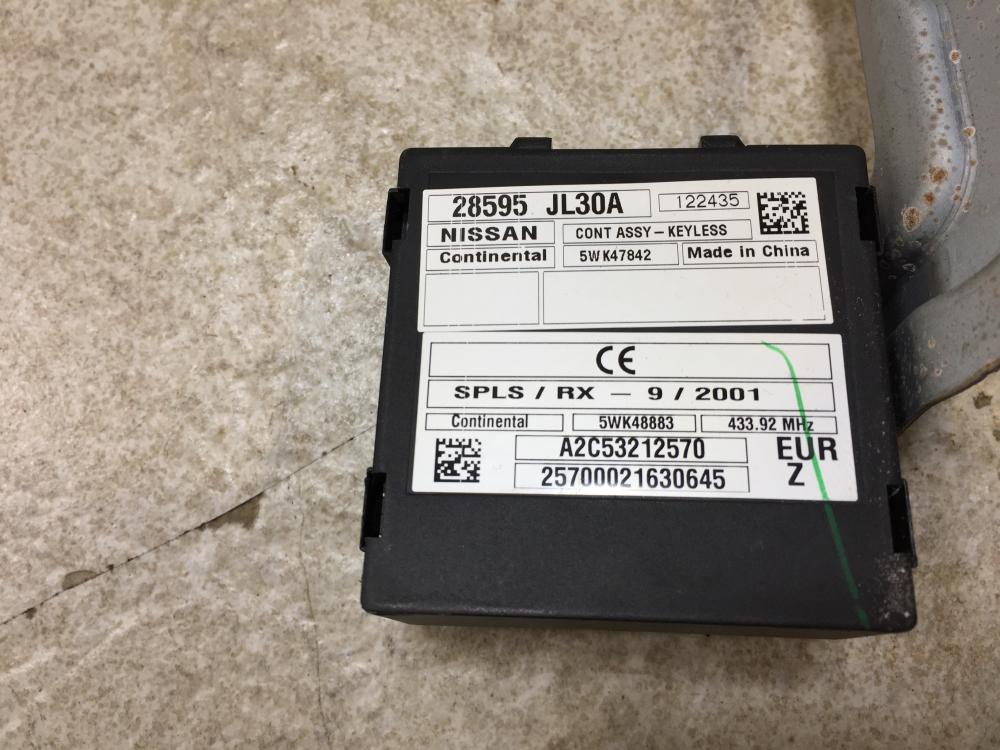 28595 JL30A 122435
NISSAN CONT ASSY-KEYLESS
Continental 5WK47842 Made in China
CE
SPLS / RX - 9 / 2001
Continental 5WK48883 433.92 MHz
A2C53212570 EUR
25700021630645 Z